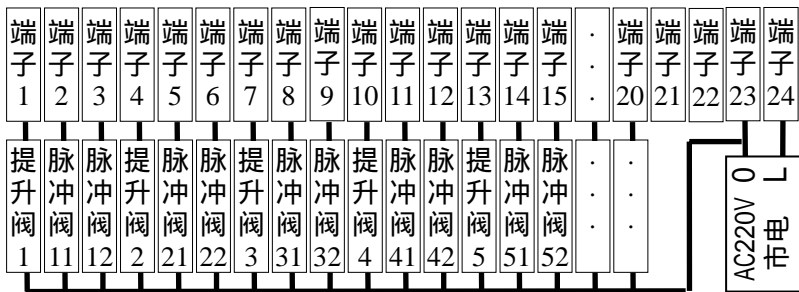 端子1 端子2 端子3 端子4 端子5 端子6 端子7 端子8 端子9 端子10 端子11 端子12 端子13 端子14 端子15 ... 端子20 端子21 端子22 端子23 端子24
提升阀1 脉冲阀11 脉冲阀12 提升阀2 脉冲阀21 脉冲阀22 提升阀3 脉冲阀31 脉冲阀32 提升阀4 脉冲阀41 脉冲阀42 提升阀5 脉冲阀51 脉冲阀52 ... ...
AC220V 0 L
市电